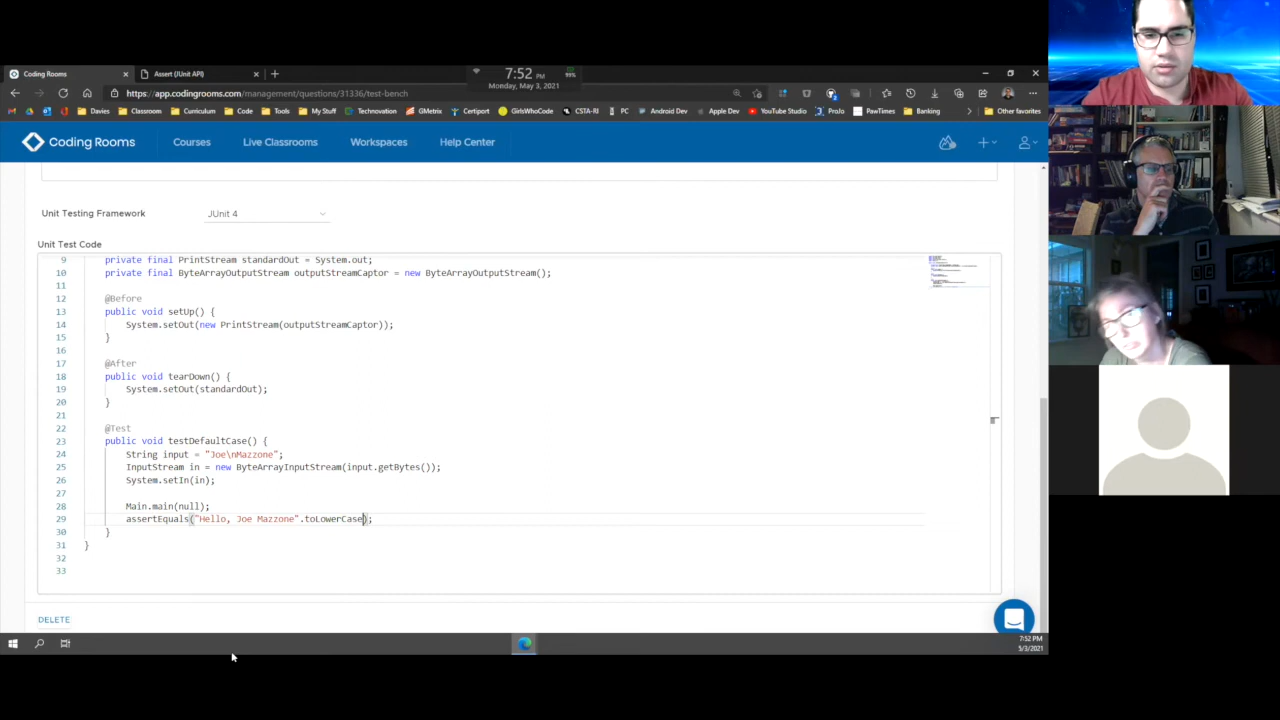 Coding Rooms
Assert (JUnit API)
7:52 PM
99%
Monday, May 3, 2021
https://app.codingrooms.com/management/questions/31336/test-bench
Davies
Classroom
Curriculum
Code
Tools
My Stuff
TECHNOlogic
GMetrix
Certiport
GirlsWhoCode
CSTA-RI
PC
Android Dev
Apple Dev
YouTube Studio
ProJo
PawTimes
Banking
Other favorites
Coding Rooms
Courses
Live Classrooms
Workspaces
Help Center
Unit Testing Framework
JUnit 4
Unit Test Code
9 private final PrintStream standardOut = System.out;
10 private final ByteArrayOutputStream outputStreamCaptor = new ByteArrayOutputStream();
11
12 @Before
13 public void setUp() {
14 System.setOut(new PrintStream(outputStreamCaptor));
15 }
16
17 @After
18 public void tearDown() {
19 System.setOut(standardOut);
20 }
21
22 @Test
23 public void testDefaultCase() {
24 String input = "Joe\nMazzone";
25 InputStream in = new ByteArrayInputStream(input.getBytes());
26 System.setIn(in);
27
28 Main.main(null);
29 assertEquals("Hello, Joe Mazzone".toLowerCase);
30 }
31 }
32
33
DELETE
7:52 PM
5/3/2021